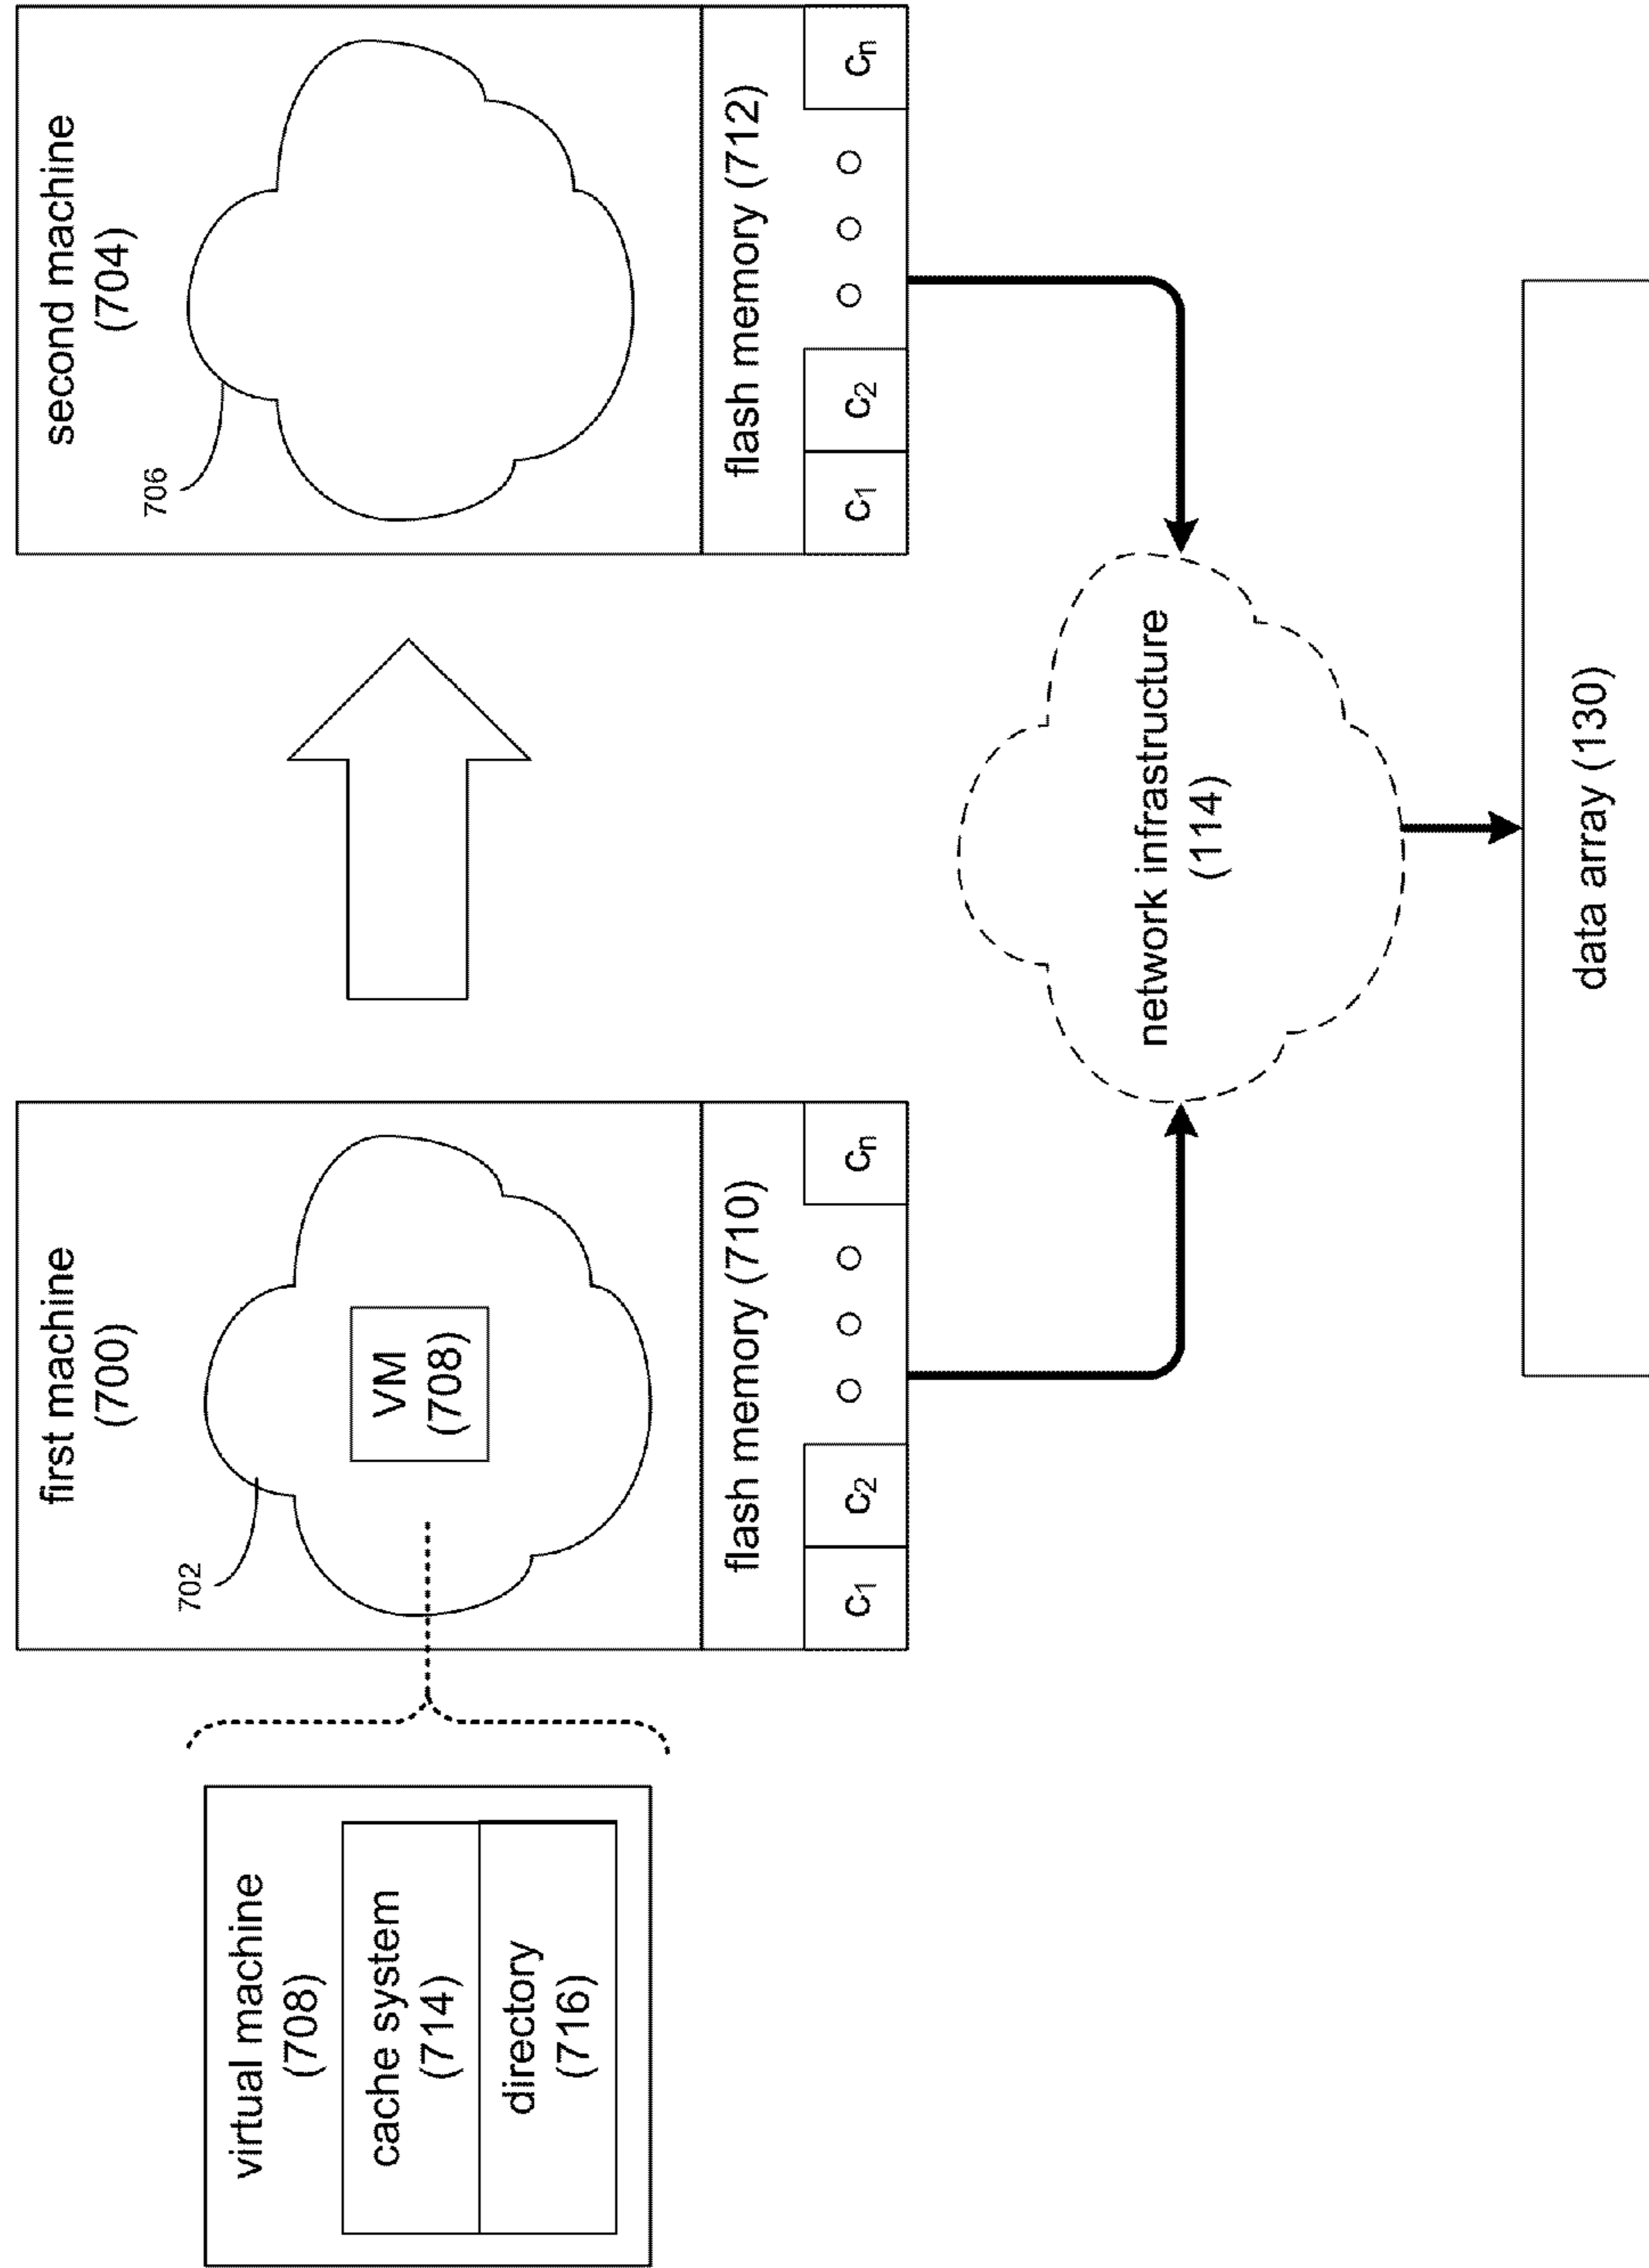 virtual machine
(708)
cache system
(714)
directory
(716)
first machine
(700)
702
VM
(708)
flash memory (710)
c₁
c₂
cₙ
second machine
(704)
706
flash memory (712)
c₁
c₂
cₙ
network infrastructure
(114)
data array (130)